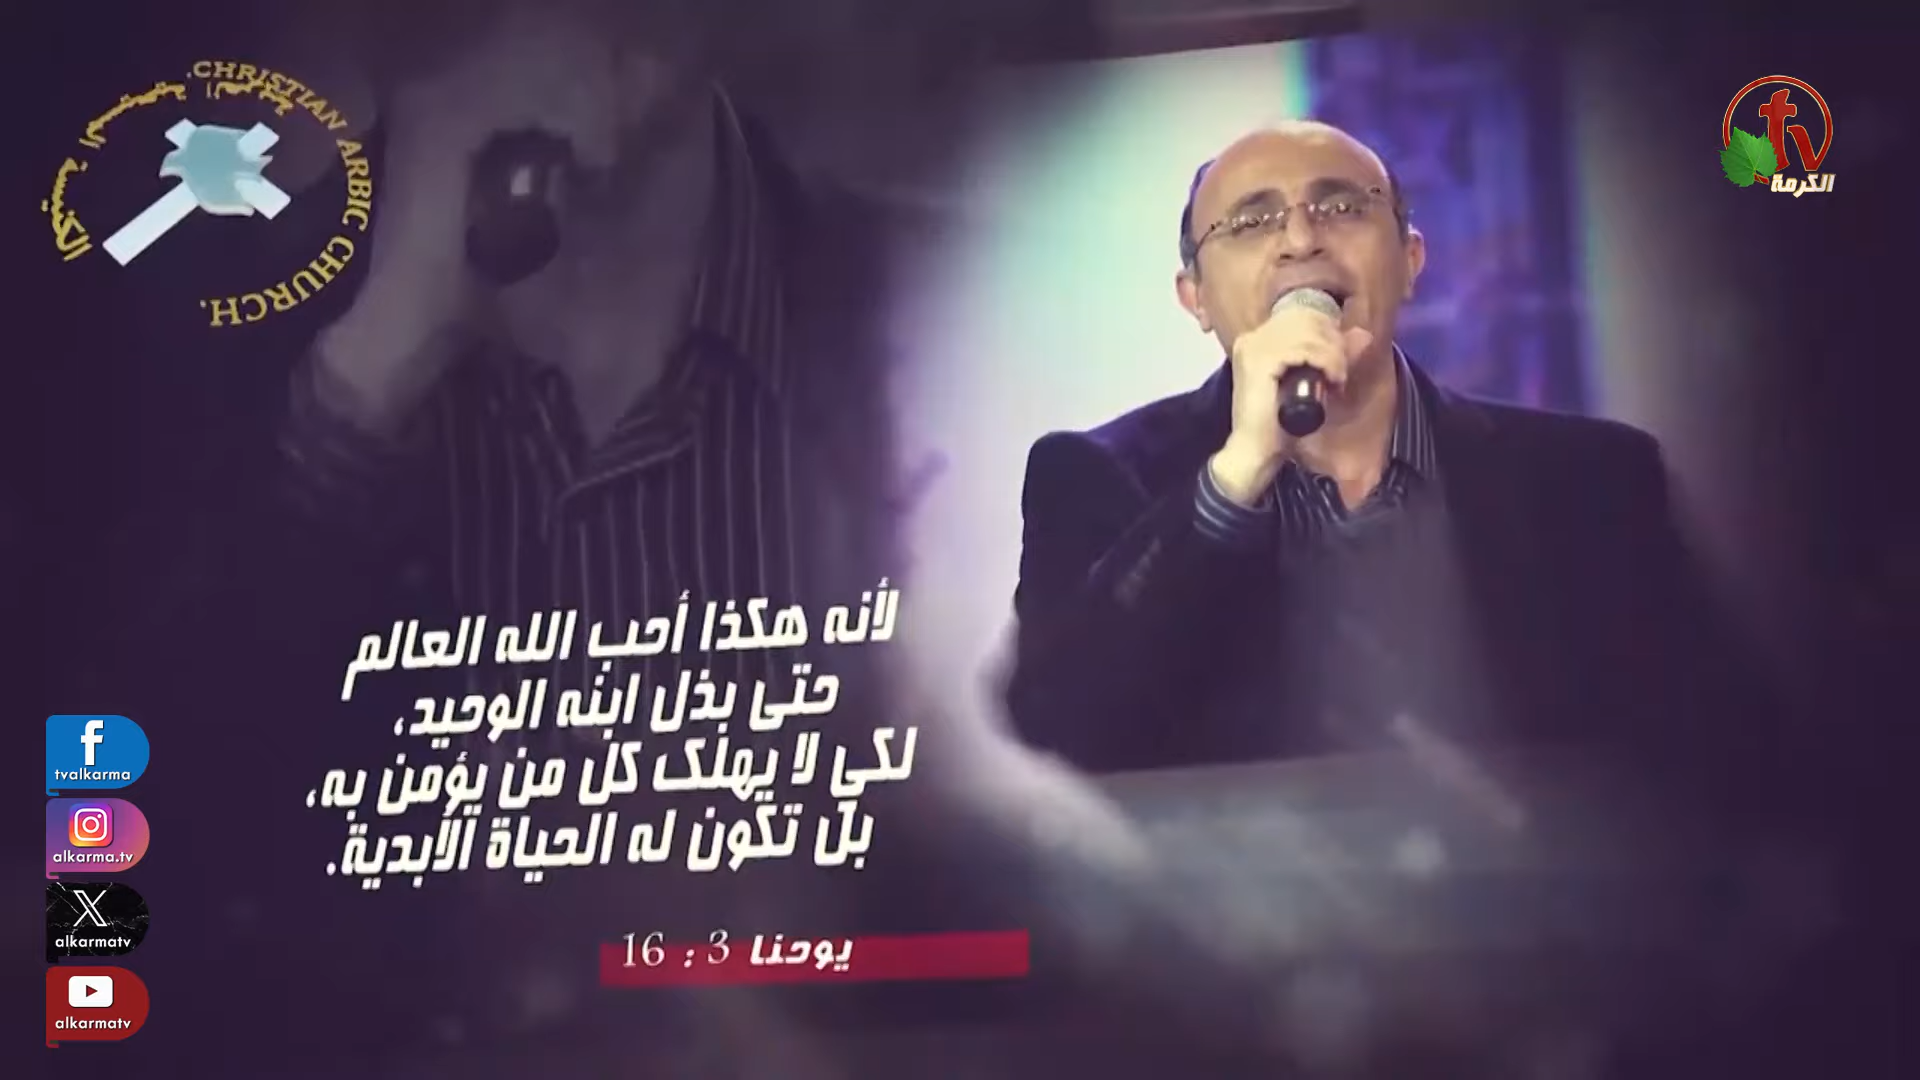 CHRISTIAN ARBIC CHURCH.
الكرمة
لأنه هكذا أحب الله العالم
حتى بذل ابنه الوحيد،
لكي لا يهلك كل من يؤمن به،
بل تكون له الحياة الأبدية.
يوحنا 3 : 16
tvalkarma
alkarma.tv
alkarmatv
alkarmatv